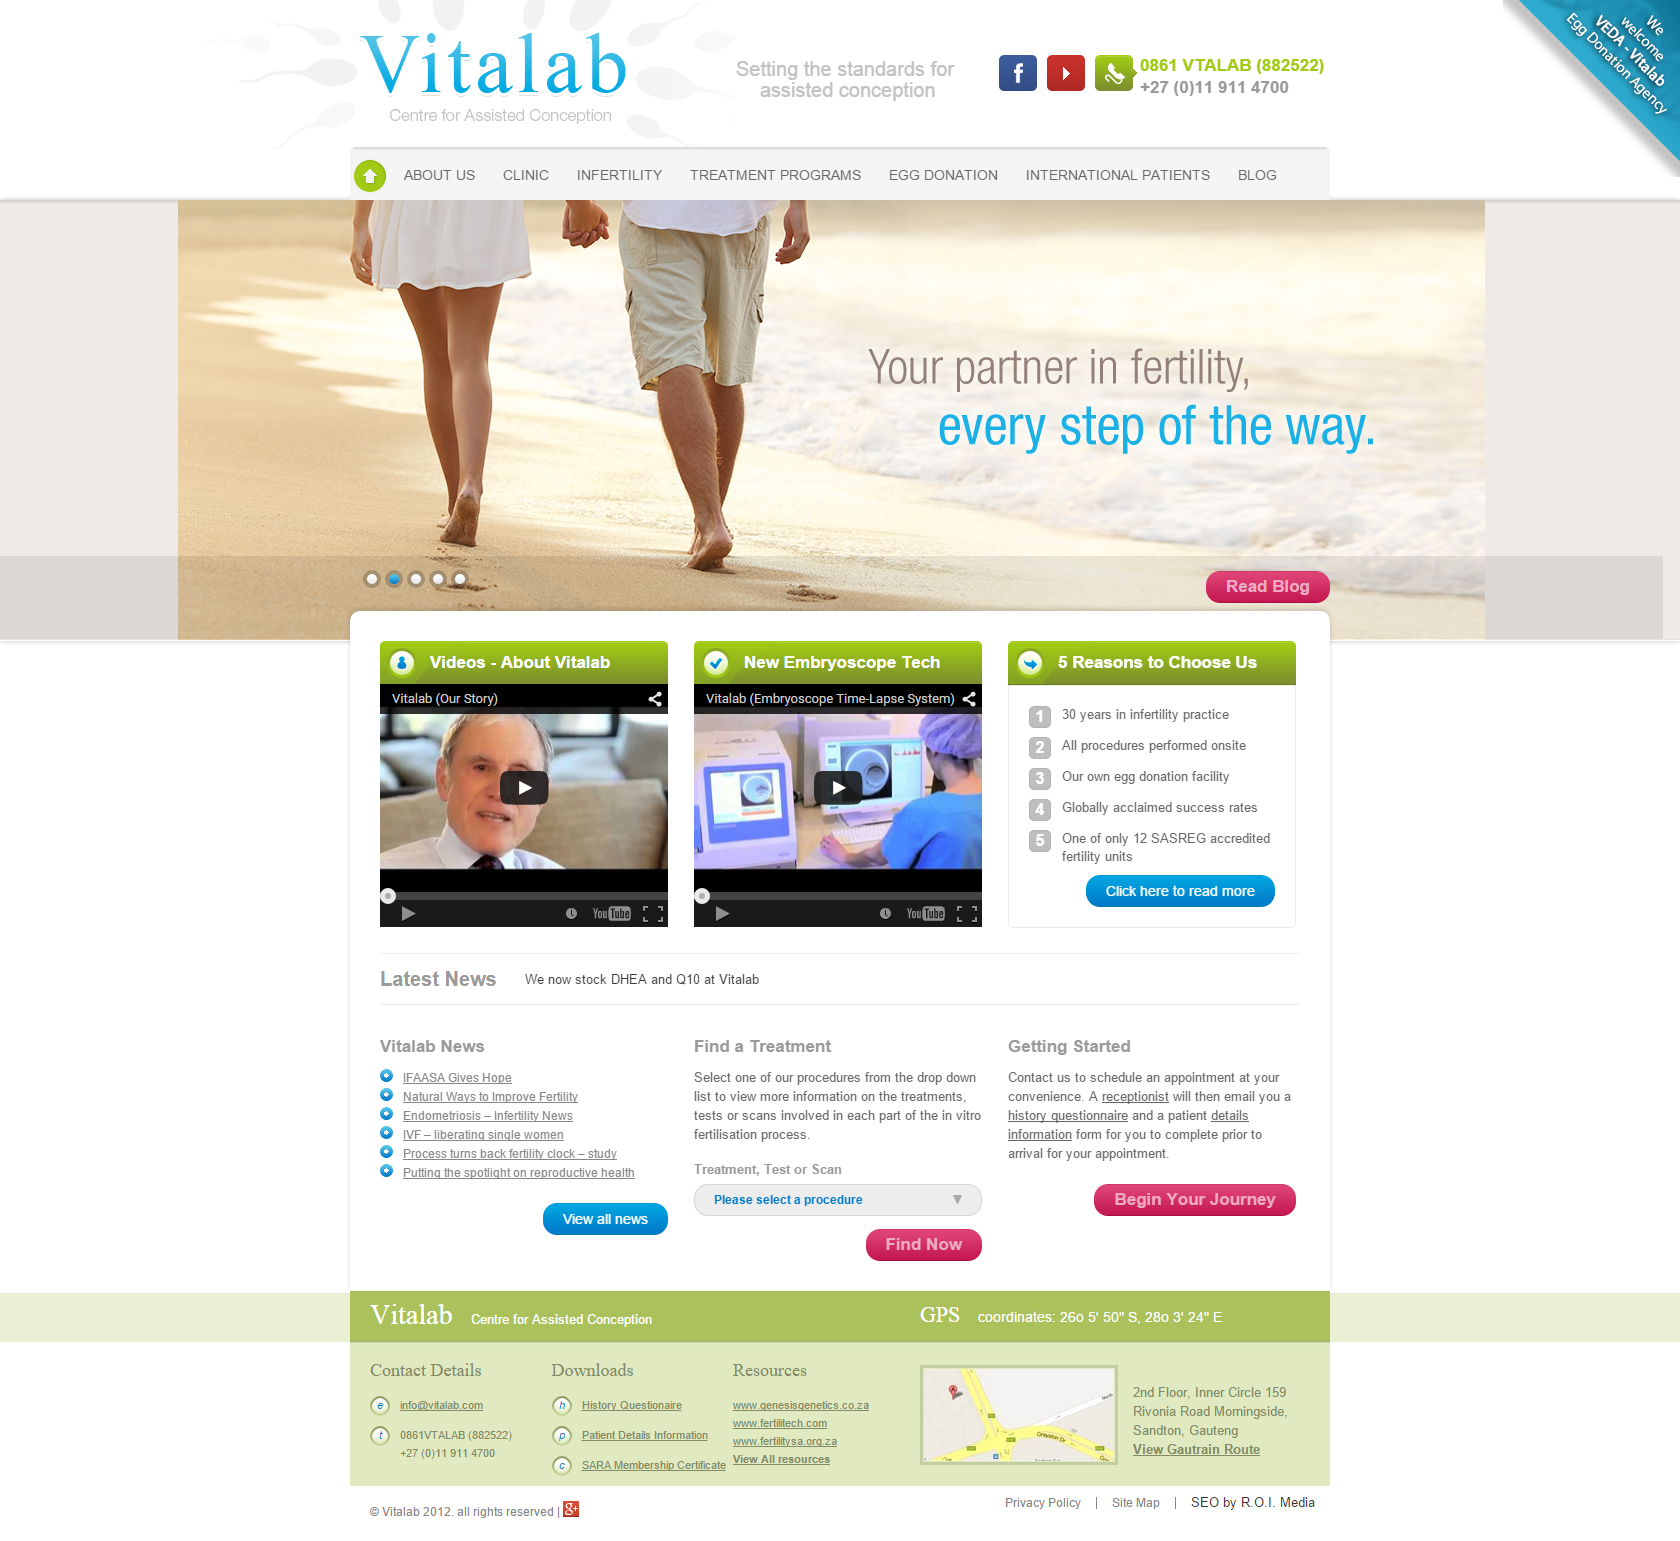 Vitalab
Centre for Assisted Conception
Setting the standards for
assisted conception
0861 VTALAB (882522)
+27 (0)11 911 4700
We
welcome
VEDA - Vitalab
Egg Donation Agency
ABOUT US
CLINIC
INFERTILITY
TREATMENT PROGRAMS
EGG DONATION
INTERNATIONAL PATIENTS
BLOG
Your partner in fertility,
every step of the way.
Read Blog
Videos - About Vitalab
Vitalab (Our Story)
YouTube
New Embryoscope Tech
Vitalab (Embryoscope Time-Lapse System)
YouTube
5 Reasons to Choose Us
1 30 years in infertility practice
2 All procedures performed onsite
3 Our own egg donation facility
4 Globally acclaimed success rates
5 One of only 12 SASREG accredited
fertility units
Click here to read more
Latest News
We now stock DHEA and Q10 at Vitalab
Vitalab News
IFAASA Gives Hope
Natural Ways to Improve Fertility
Endometriosis – Infertility News
IVF – liberating single women
Process turns back fertility clock – study
Putting the spotlight on reproductive health
View all news
Find a Treatment
Select one of our procedures from the drop down
list to view more information on the treatments,
tests or scans involved in each part of the in vitro
fertilisation process.
Treatment, Test or Scan
Please select a procedure
Find Now
Getting Started
Contact us to schedule an appointment at your
convenience. A receptionist will then email you a
history questionnaire and a patient details
information form for you to complete prior to
arrival for your appointment.
Begin Your Journey
Vitalab Centre for Assisted Conception
GPS coordinates: 26o 5' 50" S, 28o 3' 24" E
Contact Details
e info@vitalab.com
t 0861VTALAB (882522)
+27 (0)11 911 4700
Downloads
h History Questionaire
p Patient Details Information
c SARA Membership Certificate
Resources
www.genesisgenetics.co.za
www.fertilitech.com
www.fertilitysa.org.za
View All resources
A
North
Grayston Dr
2nd Floor, Inner Circle 159
Rivonia Road Morningside,
Sandton, Gauteng
View Gautrain Route
© Vitalab 2012. all rights reserved | g+
Privacy Policy | Site Map | SEO by R.O.I. Media